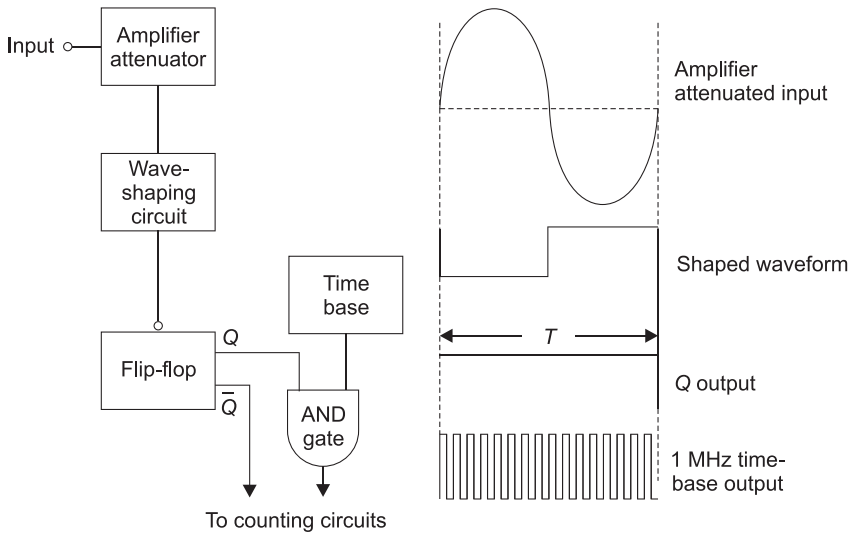 Input
Amplifier
attenuator
Wave-
shaping
circuit
Time
base
Flip-flop
Q
Q̅
AND
gate
To counting circuits
Amplifier
attenuated input
Shaped waveform
T
Q output
1 MHz time-
base output